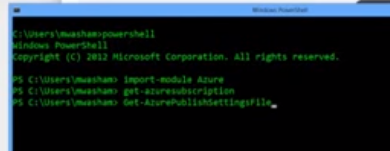 Windows PowerShell
C:\Users\mwasham>powershell
Windows PowerShell
Copyright (C) 2012 Microsoft Corporation. All rights reserved.
PS C:\Users\mwasham> import-module Azure
PS C:\Users\mwasham> get-azuresubscription
PS C:\Users\mwasham> Get-AzurePublishSettingsFile_